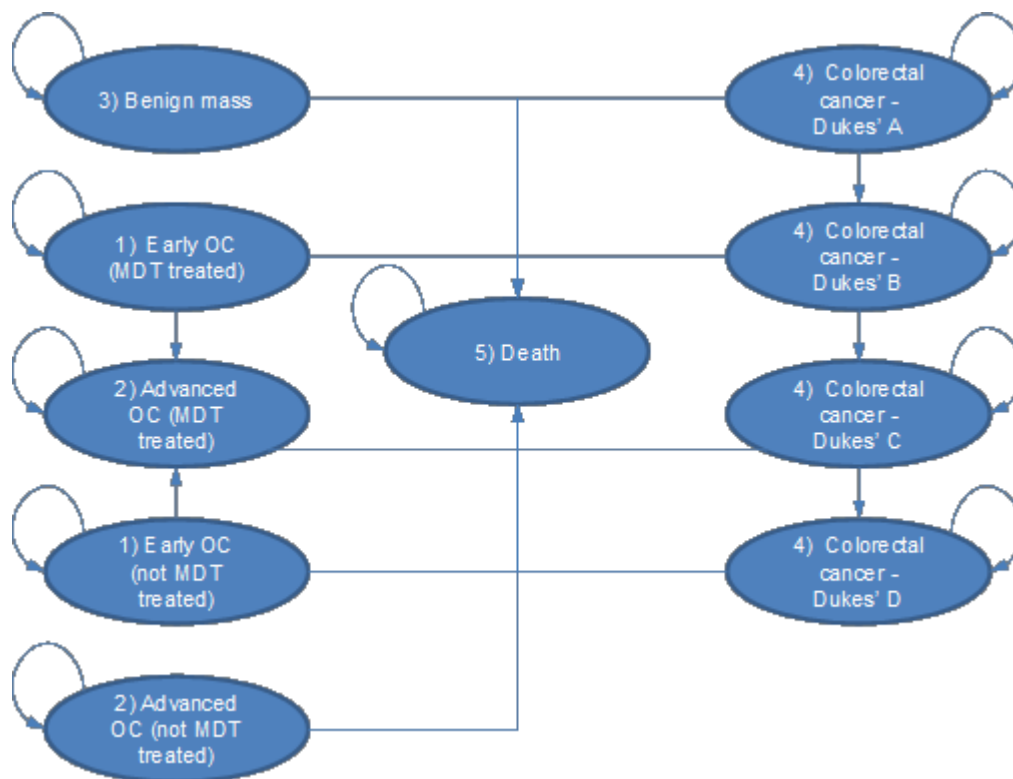 3) Benign mass
4) Colorectal
cancer -
Dukes' A
1) Early OC
(MDT treated)
4) Colorectal
cancer -
Dukes' B
5) Death
2) Advanced
OC (MDT
treated)
4) Colorectal
cancer -
Dukes' C
1) Early OC
(not MDT
treated)
4) Colorectal
cancer -
Dukes' D
2) Advanced
OC (not MDT
treated)